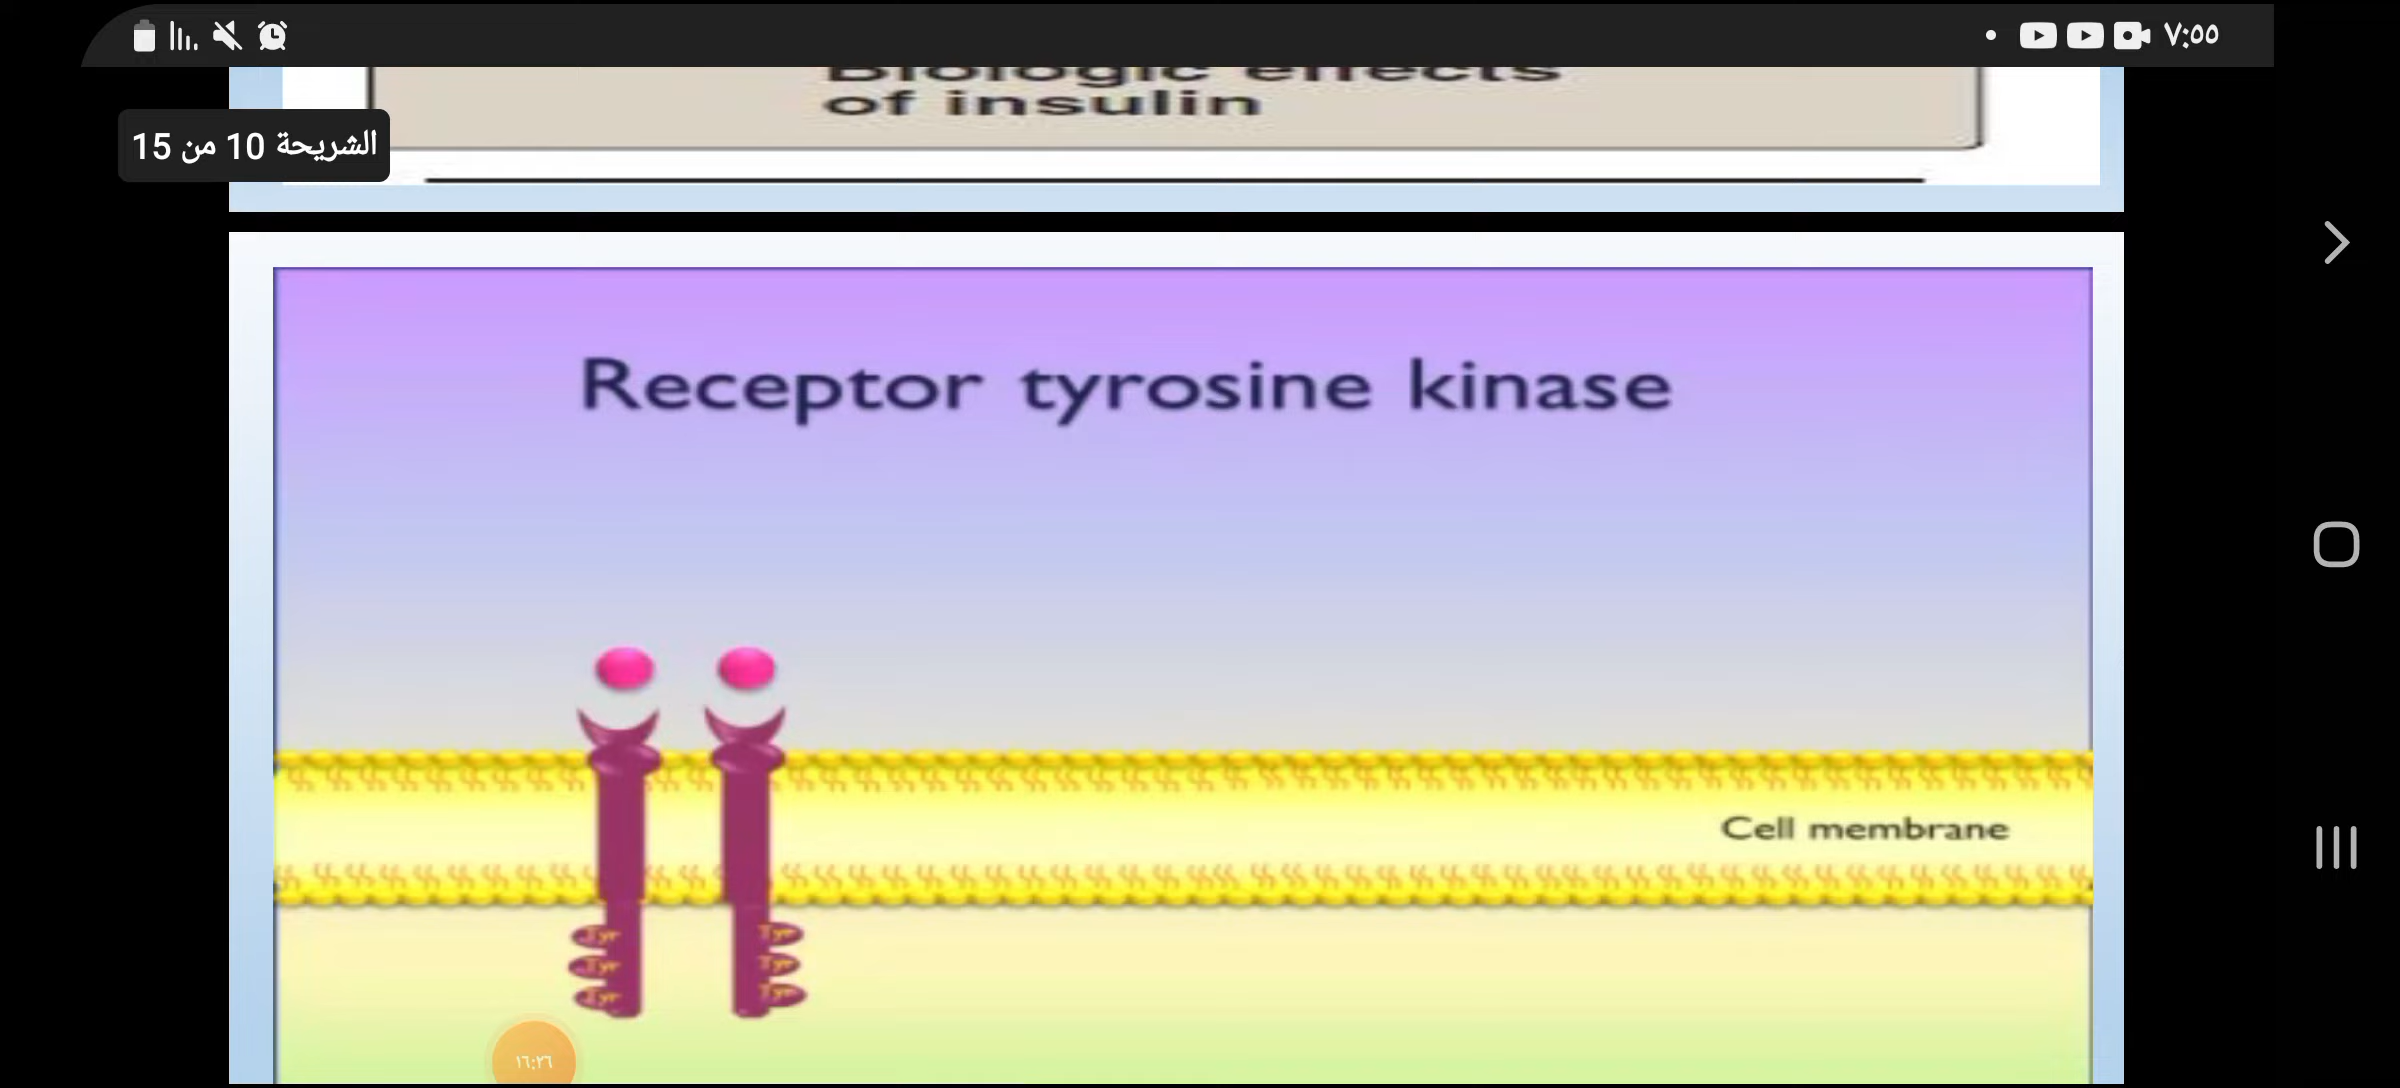 ٧:٥٥
Biologic effects
of insulin
الشريحة 10 من 15
Receptor tyrosine kinase
Cell membrane
Tyr Tyr
Tyr Tyr
Tyr Tyr
١٦:٢٦